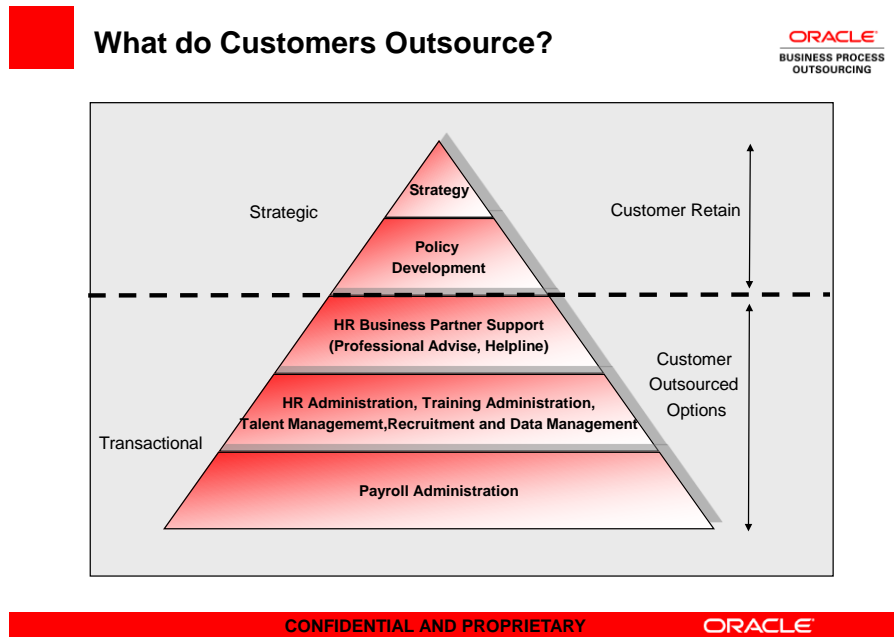 What do Customers Outsource?
ORACLE
BUSINESS PROCESS
OUTSOURCING
Strategy
Strategic
Customer Retain
Policy
Development
HR Business Partner Support
(Professional Advise, Helpline)
Customer
Outsourced
Options
HR Administration, Training Administration,
Talent Managememt,Recruitment and Data Management
Transactional
Payroll Administration
CONFIDENTIAL AND PROPRIETARY
ORACLE